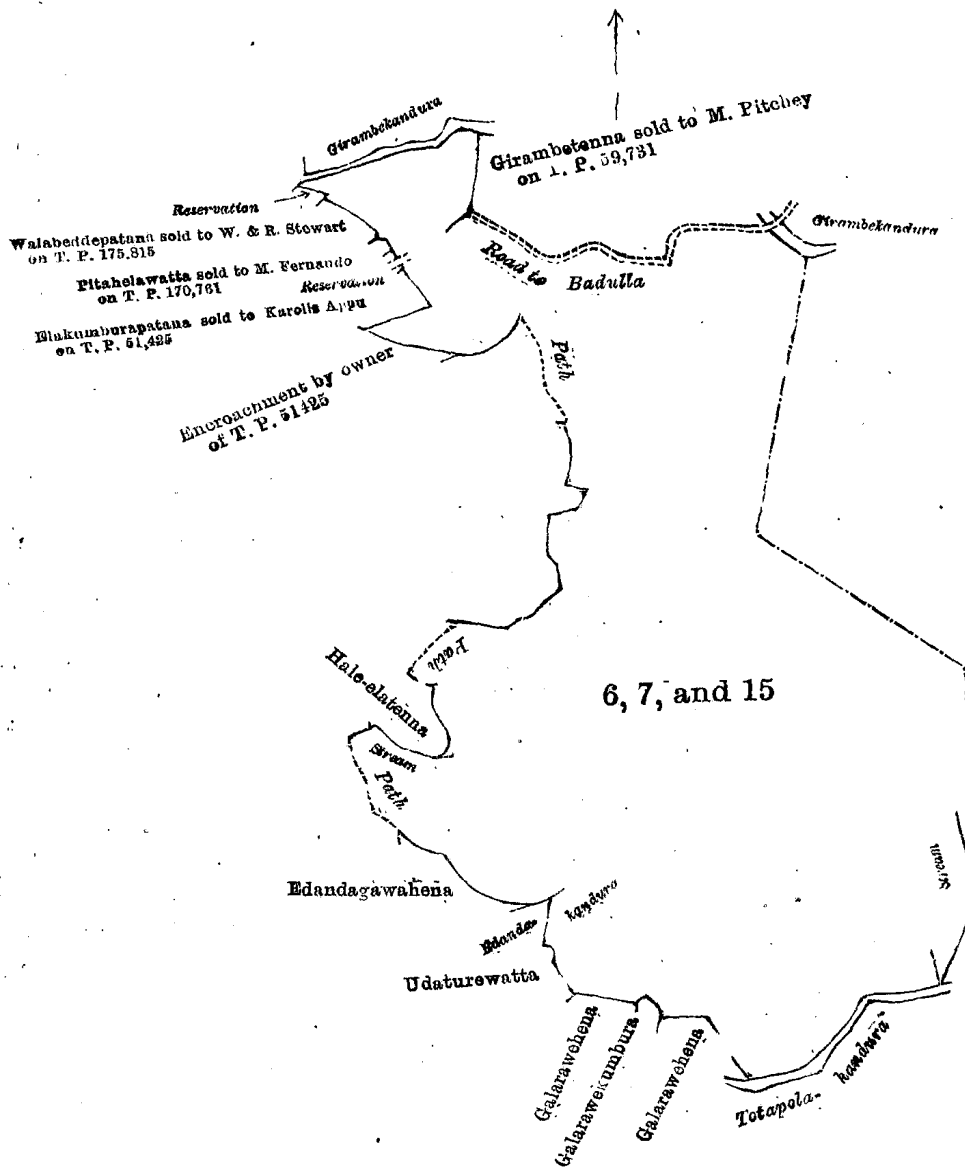 Girambekandura
Girambetenna sold to M. Pitchey
on T. P. 59,731
Reservation
Walabeddepatana sold to W. & R. Stewart
on T. P. 175,815
Pitahelawatta sold to M. Fernando
on T. P. 170,761
Reservation
Elakumburapatana sold to Karolis Appu
on T. P. 51,425
Encroachment by owner
of T. P. 51425
Girambekandura
Road to Badulla
Path
Path
Hale-elatenna
6, 7, and 15
Stream
Path
Stream
Edandagawahena
Edanda-
kandura
Udaturewatta
Galarawehena
Galarawekumbura
Galarawehena
Totapola-
kandura